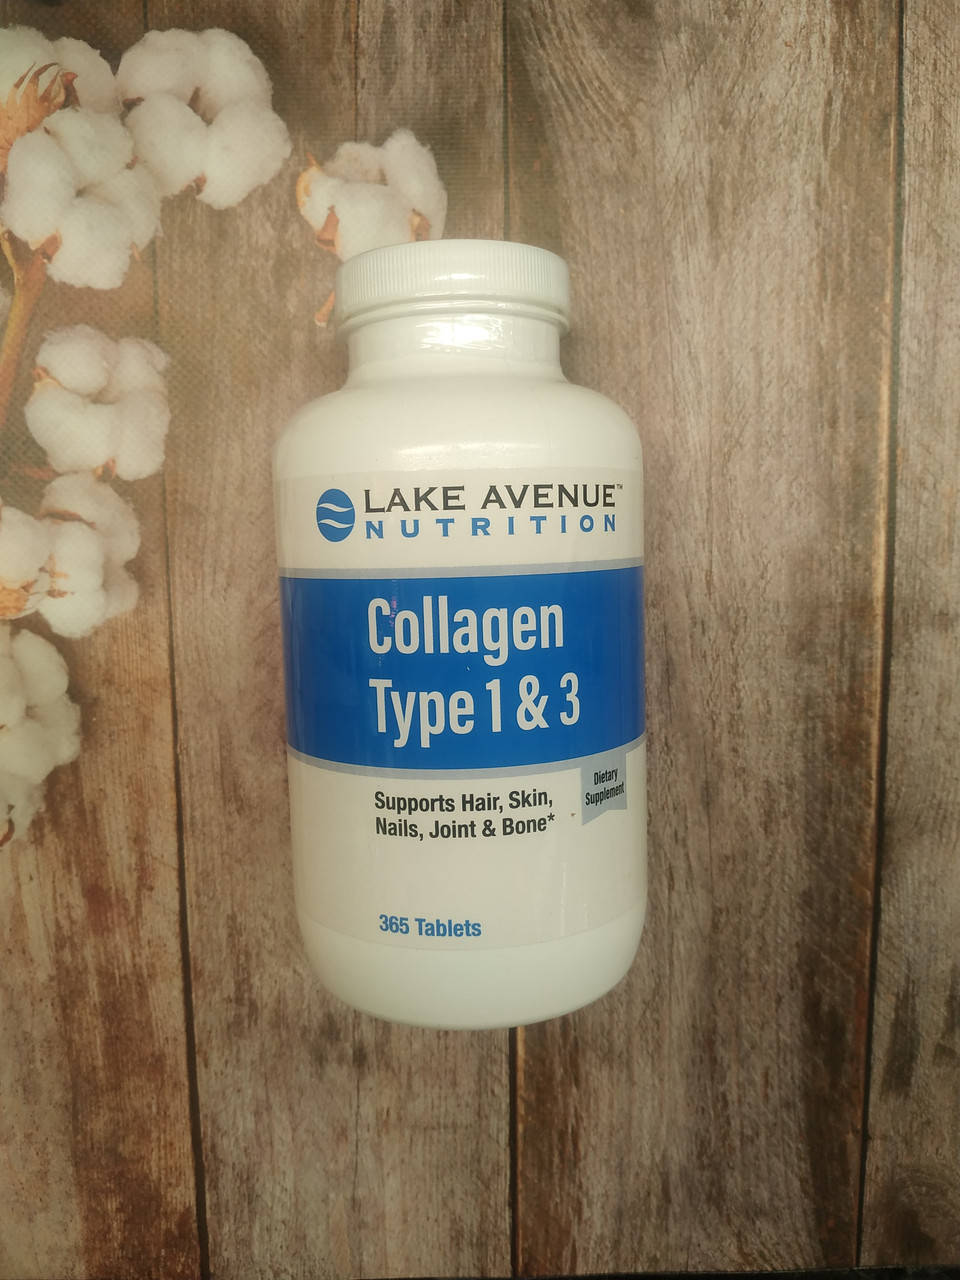 LAKE AVENUE™
NUTRITION
Collagen
Type 1 & 3
Dietary
Supplement
Supports Hair, Skin,
Nails, Joint & Bone*
365 Tablets